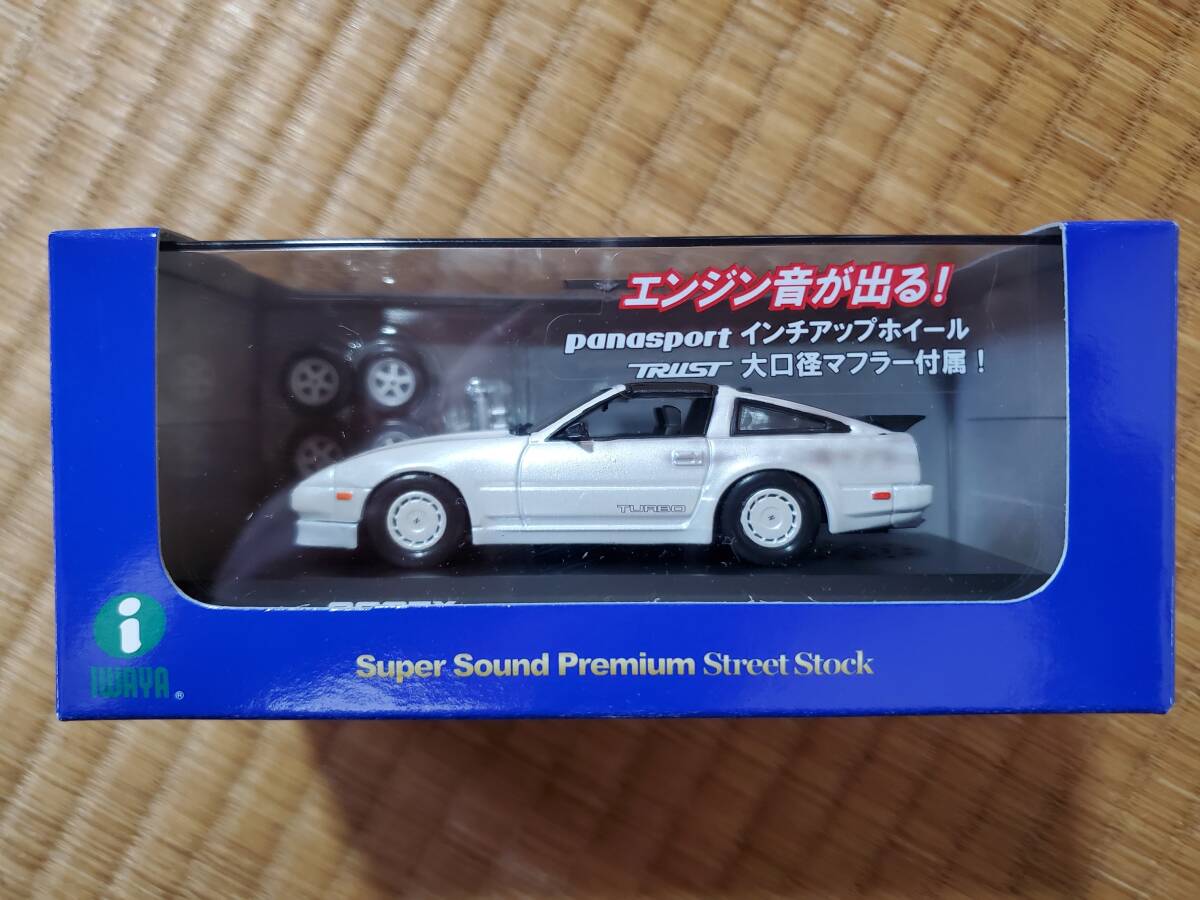 エンジン音が出る!
panasport インチアップホイール
TRUST 大口径マフラー付属!
TURBO
i
IWAYA ®
Super Sound Premium Street Stock